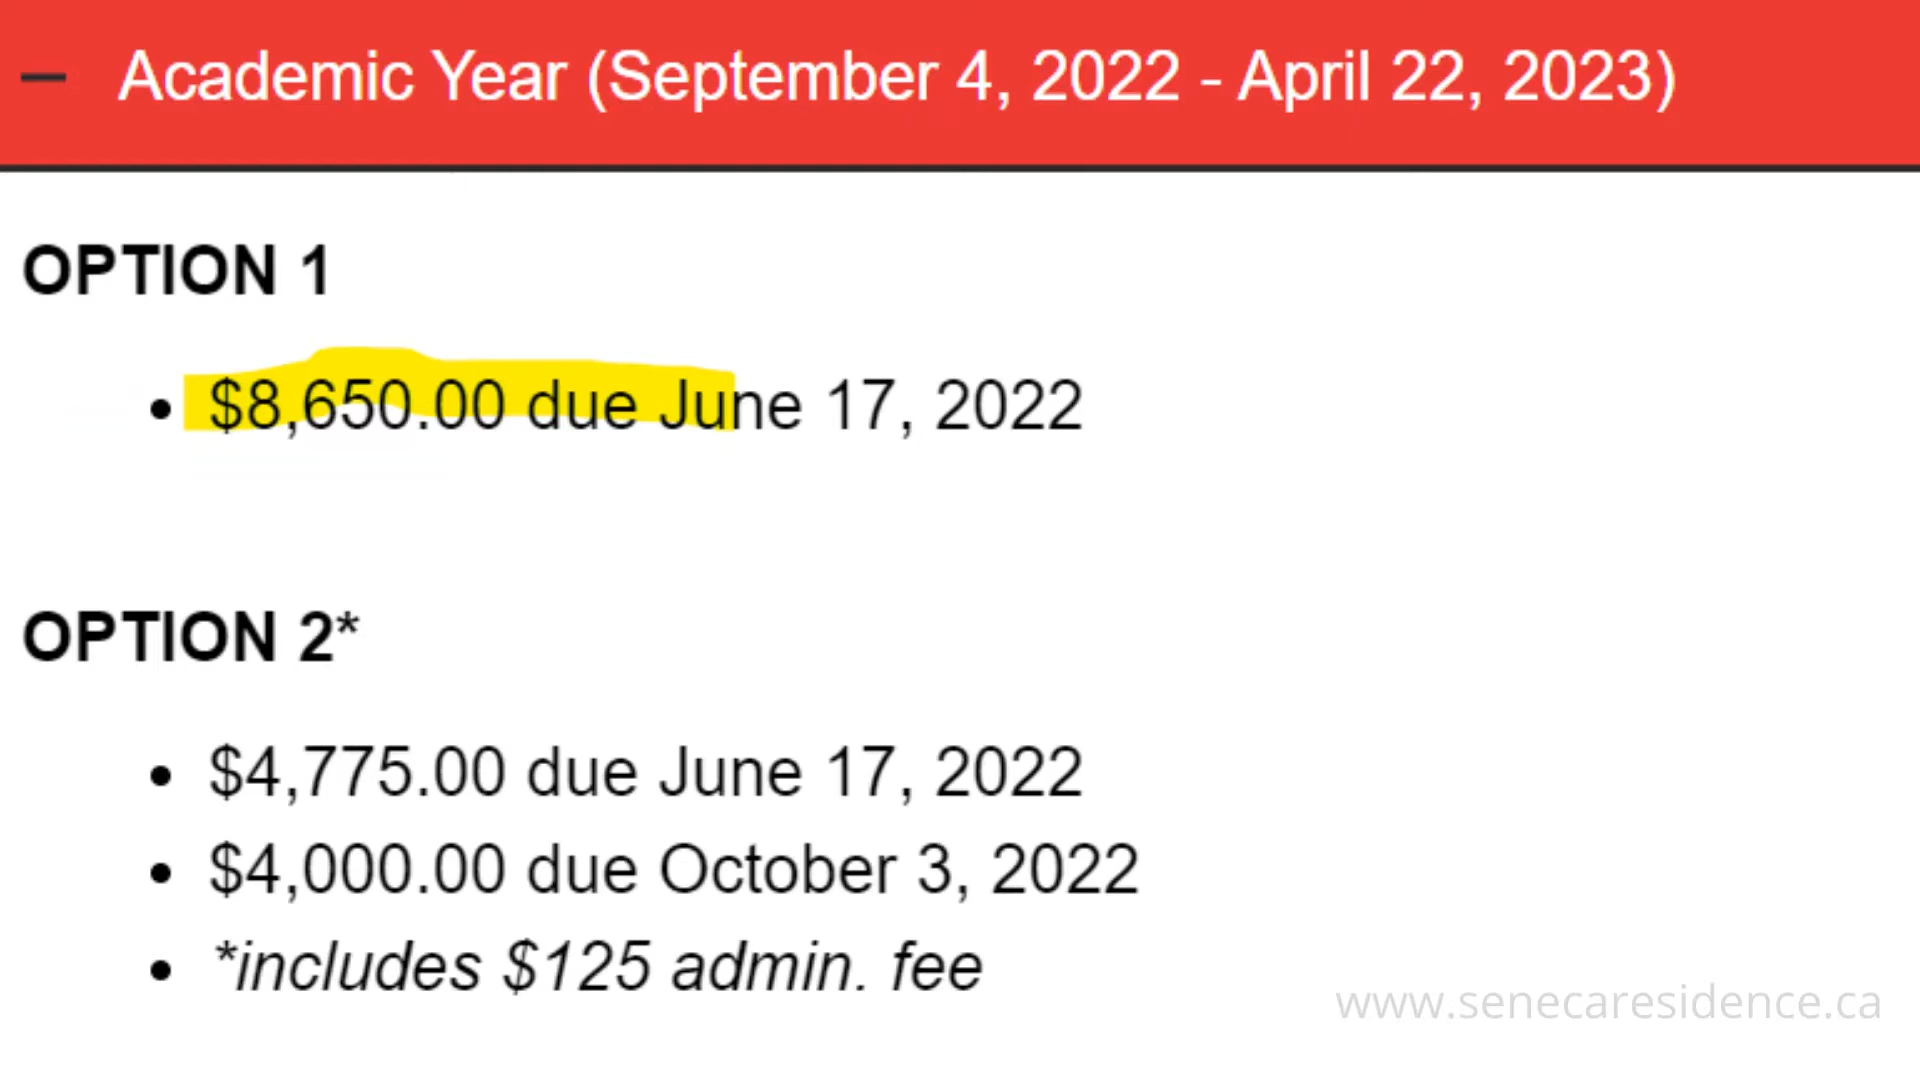 Academic Year (September 4, 2022 - April 22, 2023)
OPTION 1
• $8,650.00 due June 17, 2022
OPTION 2*
• $4,775.00 due June 17, 2022
• $4,000.00 due October 3, 2022
• *includes $125 admin. fee
www.senecaresidence.ca